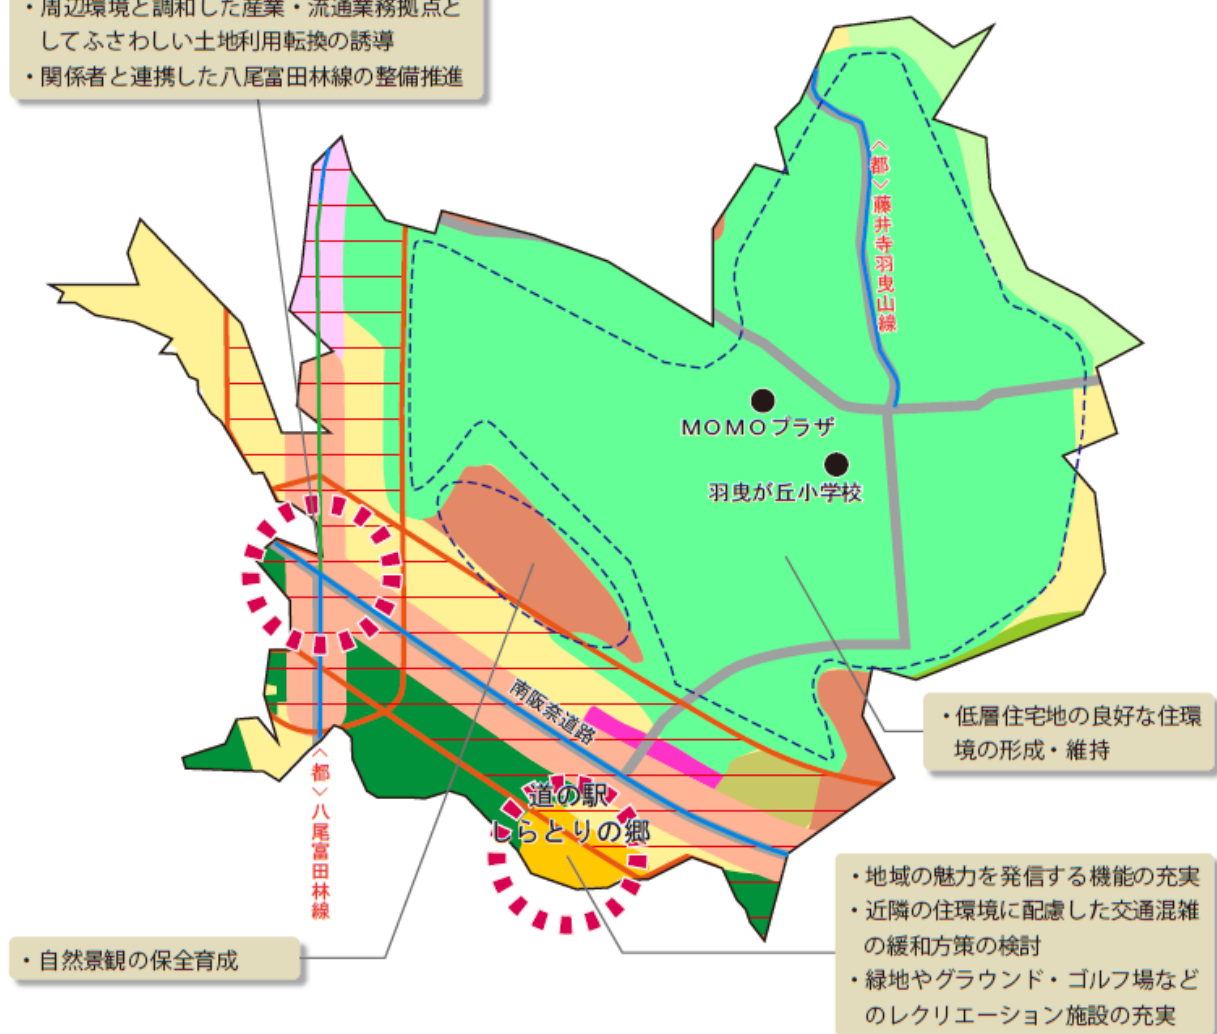 ・周辺環境と調和した産業・流通業務拠点と
してふさわしい土地利用転換の誘導
・関係者と連携した八尾富田林線の整備推進
〈都〉藤井寺羽曳山線
MOMOプラザ
羽曳が丘小学校
南阪奈道路
・低層住宅地の良好な住環
境の形成・維持
〈都〉八尾富田林線
道の駅
しらとりの郷
・地域の魅力を発信する機能の充実
・近隣の住環境に配慮した交通混雑
の緩和方策の検討
・緑地やグラウンド・ゴルフ場など
のレクリエーション施設の充実
・自然景観の保全育成